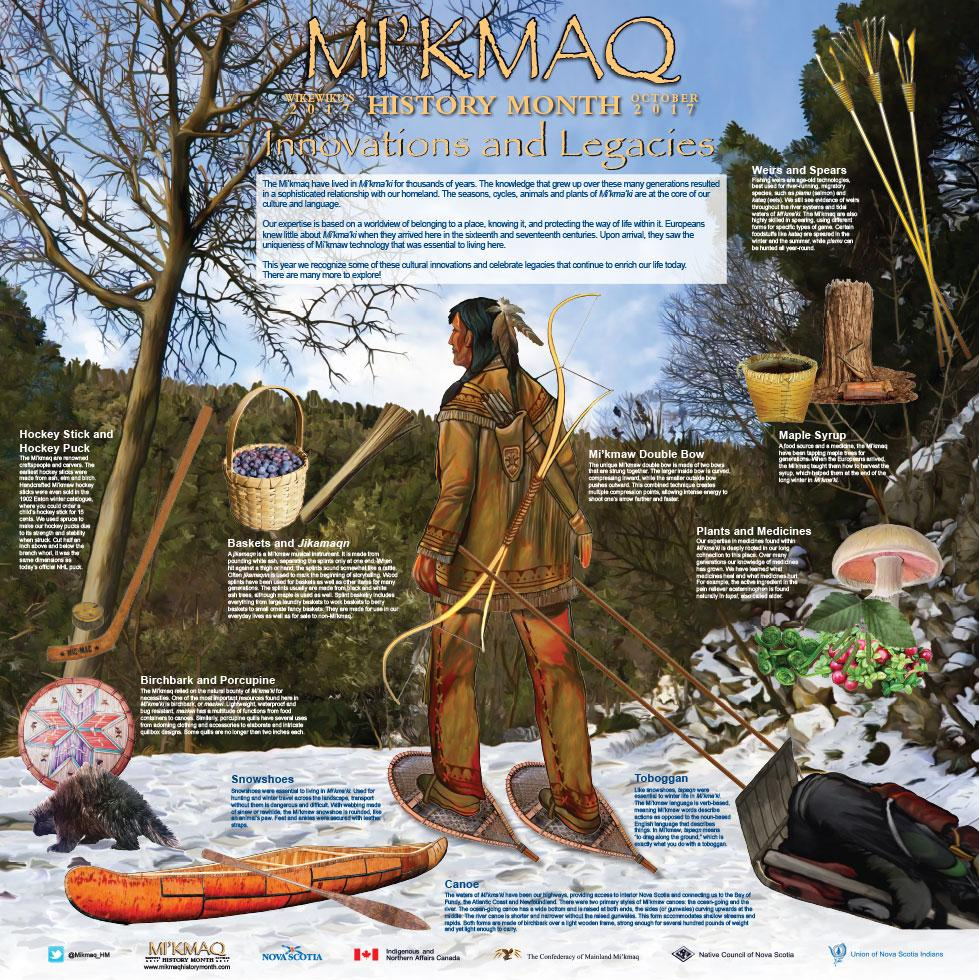 MI'KMAQ
WIKEWIKU'S
2017
HISTORY MONTH
OCTOBER
2017
Innovations and Legacies
The Mi'kmaq have lived in Mi'kma'ki for thousands of years. The knowledge that grew up over these many generations resulted
in a sophisticated relationship with our homeland. The seasons, cycles, animals and plants of Mi'kma'ki are at the core of our
culture and language.
Our expertise is based on a worldview of belonging to a place, knowing it, and protecting the way of life within it. Europeans
knew little about Mi'kma'ki when they arrived here in the sixteenth and seventeenth centuries. Upon arrival, they saw the
uniqueness of Mi'kmaw technology that was essential to living here.
This year we recognize some of these cultural innovations and celebrate legacies that continue to enrich our life today.
There are many more to explore!
Weirs and Spears
Fishing weirs are age-old technologies,
best used for river-running, migratory
species, such as plamu (salmon) and
kataq (eels). We still see evidence of weirs
throughout the river systems and tidal
waters of Mi'kma'ki. The Mi'kmaq are also
highly skilled in spearing, using different
forms for specific types of game. Certain
foodstuffs like kataq are speared in the
winter and the summer, while plamu can
be hunted all year-round.
Maple Syrup
A food source and a medicine, the Mi'kmaq
have been tapping maple trees for
generations. When the Europeans arrived,
the Mi'kmaq taught them how to harvest the
syrup, which helped them at the end of the
long winter in Mi'kma'ki.
Hockey Stick and
Hockey Puck
The Mi'kmaq are renowned
craftspeople and carvers. The
earliest hockey sticks were
made from ash, elm and birch.
Handcrafted Mi'kmaw hockey
sticks were even sold in the
1902 Eaton winter catalogue,
where you could order a
child's hockey stick for 15
cents. We used spruce to
make our hockey pucks due
to its strength and stability
when struck. Cut half an
inch above and below the
branch whorl, it was the
same dimensions as
today's official NHL puck.
MIC-MAC
Mi'kmaw Double Bow
The unique Mi'kmaw double bow is made of two bows
that are strung together. The larger inside bow is curved,
compressing inward, while the smaller outside bow
pushes outward. This combined technique creates
multiple compression points, allowing intense energy to
shoot one's arrow farther and faster.
Baskets and Jikamaqn
A jikamaqn is a Mi'kmaw musical instrument. It is made from
pounding white ash, separating the splints only at one end. When
hit against a thigh or hand, the splints sound somewhat like a rattle.
Often jikamaqnn is used to mark the beginning of storytelling. Wood
splints have been used for baskets as well as other items for many
generations. The splints usually are made from black and white
ash trees, although maple is used as well. Splint basketry includes
everything from large laundry baskets to work baskets to berry
baskets to small ornate fancy baskets. They are made for use in our
everyday lives as well as for sale to non-Mi'kmaq.
Plants and Medicines
Our expertise in medicines found within
Mi'kma'ki is deeply rooted in our long
connection to this place. Over many
generations our knowledge of medicines
has grown. We have learned what
medicines heal and what medicines hurt.
For example, the active ingredient in the
pain reliever acetaminophen is found
naturally in tupsi, also called alder.
Birchbark and Porcupine
The Mi'kmaq relied on the natural bounty of Mi'kma'ki for
necessities. One of the most important resources found here in
Mi'kma'ki is birchbark, or maskwi. Lightweight, waterproof and
bug resistant, maskwi has a multitude of functions from food
containers to canoes. Similarly, porcupine quills have several uses
from adorning clothing and accessories to elaborate and intricate
quillbox designs. Some quills are no longer than two inches each.
Snowshoes
Snowshoes were essential to living in Mi'kma'ki. Used for
hunting and winter travel across the landscape, transport
without them is dangerous and difficult. With webbing made
of sinew or rawhide, the Mi'kmaw snowshoe is rounded, like
an animal's paw. Feet and ankles were secured with leather
straps.
Toboggan
Like snowshoes, tapaqn were
essential to winter life in Mi'kma'ki.
The Mi'kmaw language is verb-based,
meaning Mi'kmaw words describe
actions as opposed to the noun-based
English language that describes
things. In Mi'kmaw, tapaqn means
"to drag along the ground," which is
exactly what you do with a toboggan.
Canoe
The waters of Mi'kma'ki have been our highways, providing access to interior Nova Scotia and connecting us to the Bay of
Fundy, the Atlantic Coast and Newfoundland. There were two primary styles of Mi'kmaw canoes: the ocean-going and the
river. The ocean-going canoe has a wide bottom and is raised at both ends, the sides (or gunwales) curving upwards at the
middle. The river canoe is shorter and narrower without the raised gunwales. This form accommodates shallow streams and
rapids. Both forms are made of birchbark over a light wooden frame, strong enough for several hundred pounds of weight
and yet light enough to carry.
@Mikmaq_HM
MI'KMAQ
HISTORY MONTH
www.mikmaqhistorymonth.com
NOVA SCOTIA
Indigenous and
Northern Affairs Canada
The Confederacy of Mainland Mi'kmaq
Native Council of Nova Scotia
Union of Nova Scotia Indians